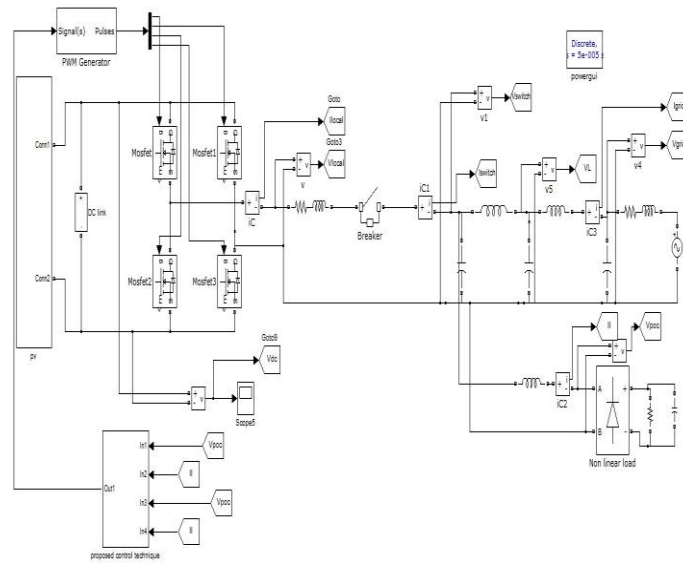 Signal(s) Pulses
PWM Generator
Discrete,
s = 5e-005
powergui
Goto
Ilocal
Goto3
Vlocal
v
v1
Vswitch
Iswitch
v5
VL
Igrid
v4
Vgrid
Conn1
Conn2
pv
DC link
Mosfet
Mosfet1
Mosfet2
Mosfet3
iC
Breaker
iC1
iC3
Goto9
Vdc
v
Scope5
iC2
Il
v
Vpcc
A
B
Non linear load
In1
In2
In3
In4
Out1
Vpcc
Il
Vpcc
Il
proposed control technique